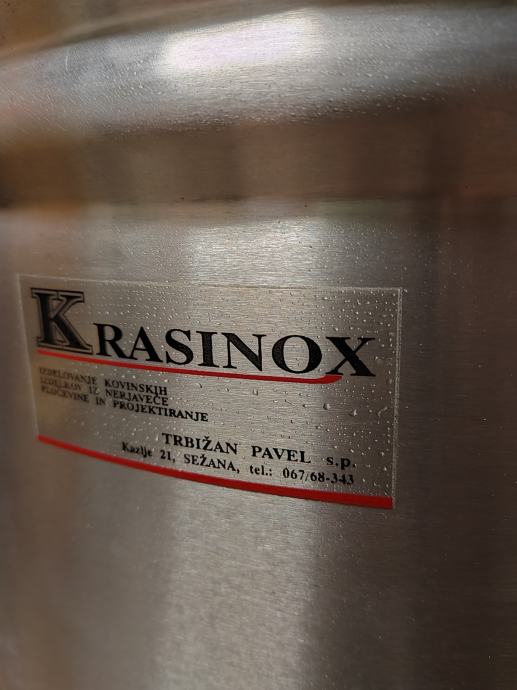 KRASINOX
IZDELOVANJE KOVINSKIH
IZDELKOV IZ NERJAVEČE
PLOČEVINE IN PROJEKTIRANJE
TRBIŽAN PAVEL s.p.
Kazlje 21, SEŽANA, tel.: 067/68-343